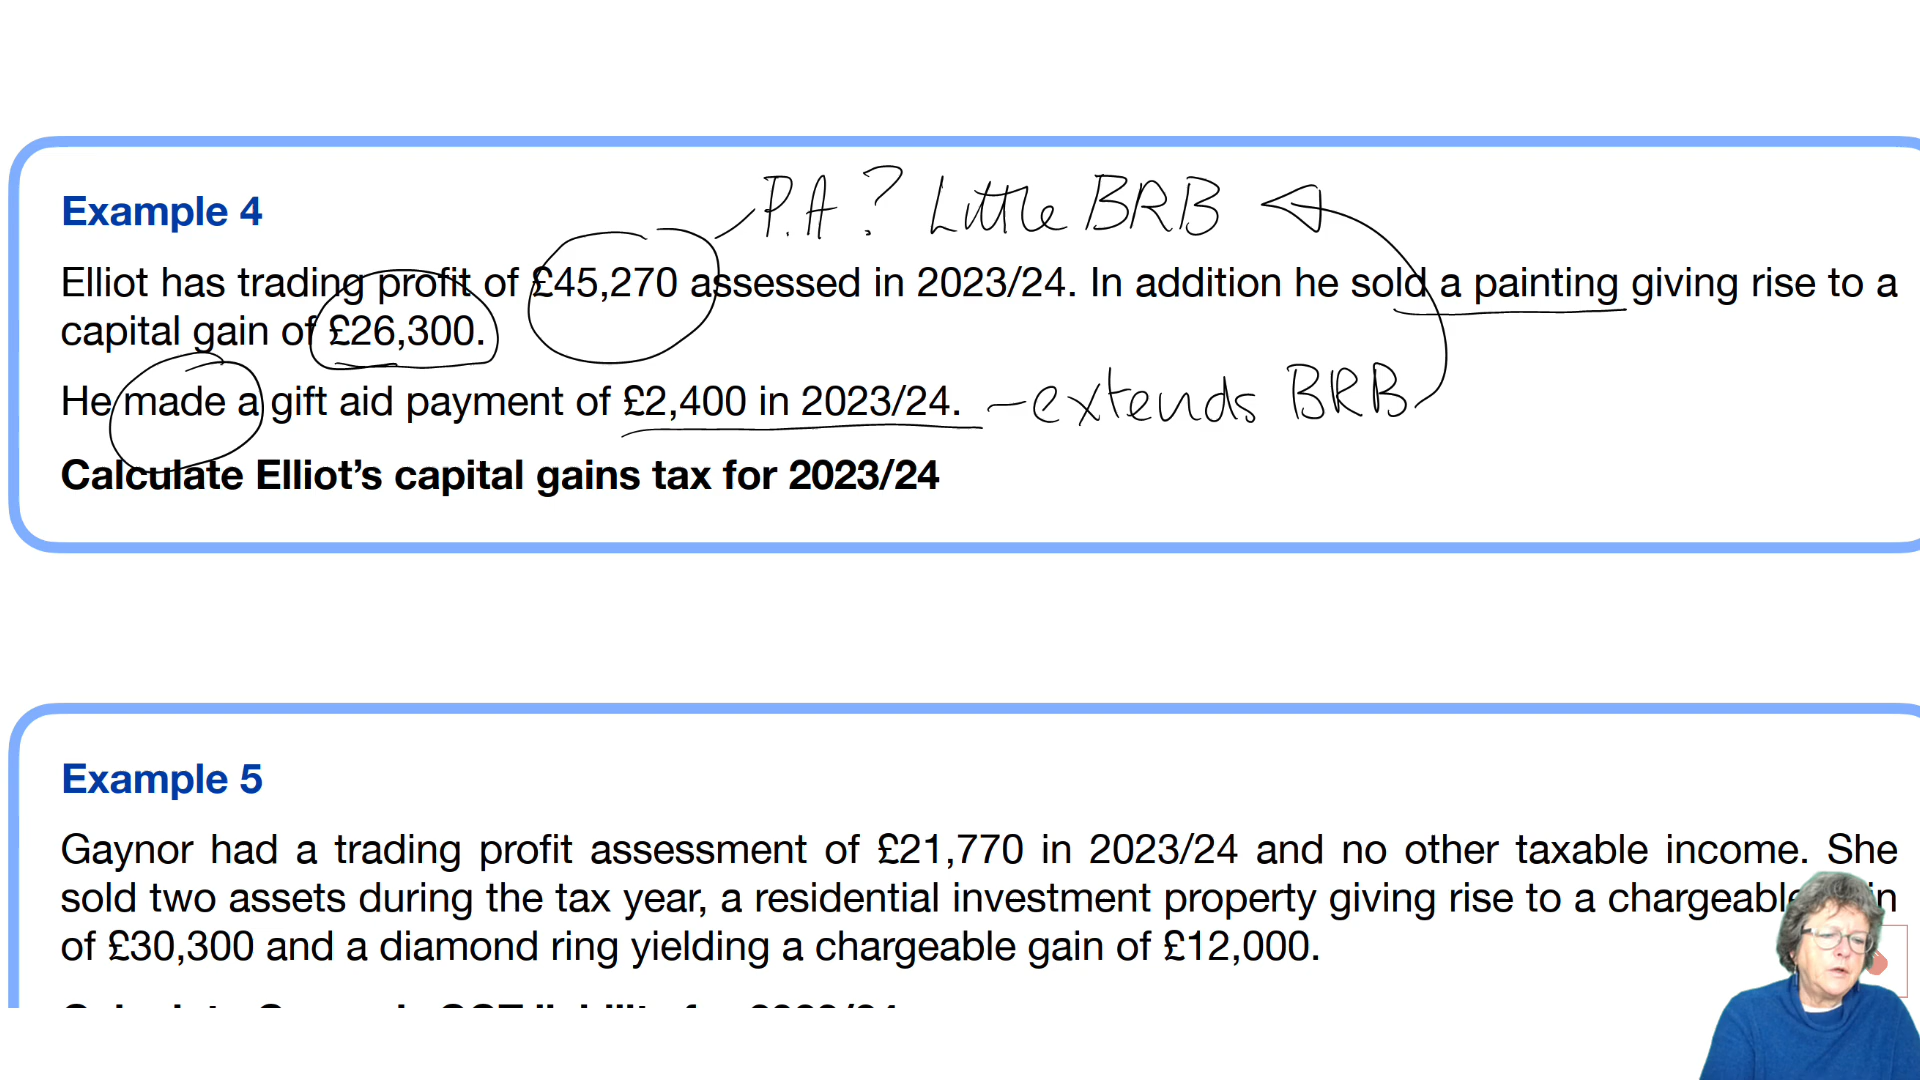 Example 4
P.A? Little BRB
Elliot has trading profit of £45,270 assessed in 2023/24. In addition he sold a painting giving rise to a
capital gain of £26,300.
He made a gift aid payment of £2,400 in 2023/24. - extends BRB
Calculate Elliot’s capital gains tax for 2023/24
Example 5
Gaynor had a trading profit assessment of £21,770 in 2023/24 and no other taxable income. She
sold two assets during the tax year, a residential investment property giving rise to a chargeable in
of £30,300 and a diamond ring yielding a chargeable gain of £12,000.